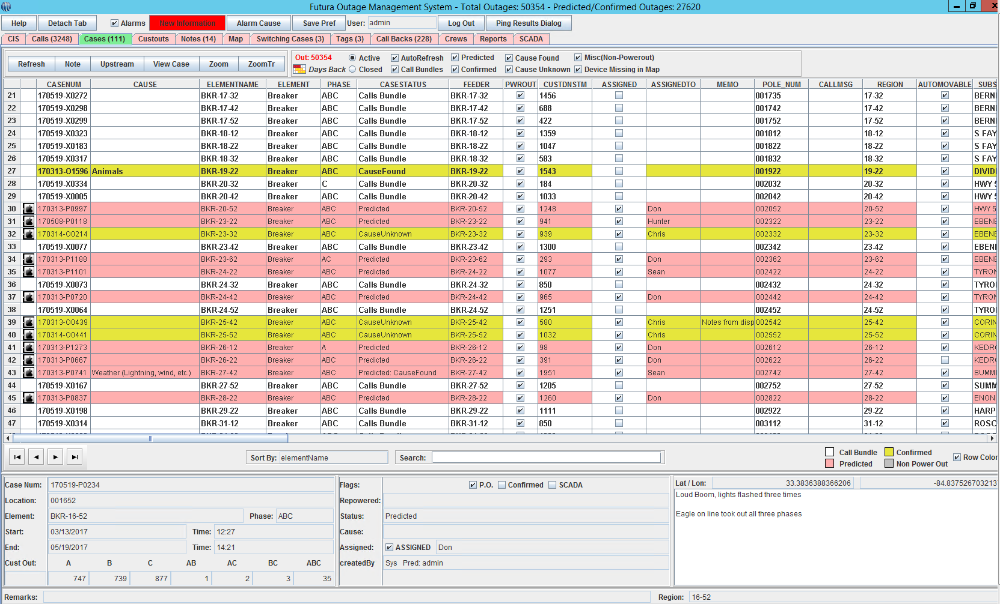 Futura Outage Management System - Total Outages: 50354 - Predicted/Confirmed Outages: 27620
Help Detach Tab Alarms New Information Alarm Cause Save Pref User: admin Log Out Ping Results Dialog
CIS Calls (3248) Cases (111) Custouts Notes (14) Map Switching Cases (3) Tags (3) Call Backs (228) Crews Reports SCADA
Refresh Note Upstream View Case Zoom ZoomTr
Out: 50354 Active AutoRefresh Predicted Cause Found Misc(Non-Powerout)
Days Back Closed Call Bundles Confirmed Cause Unknown Device Missing in Map
CASENUM CAUSE ELEMENTNAME ELEMENT PHASE CASESTATUS FEEDER PWROUT CUSTDNSTM ASSIGNED ASSIGNEDTO MEMO POLE_NUM CALLMSG REGION AUTOMOVABLE SUBS
21 170519-X0272 BKR-17-32 Breaker ABC Calls Bundle BKR-17-32 1456 001735 17-32 BERNI
22 170519-X0298 BKR-17-42 Breaker ABC Calls Bundle BKR-17-42 688 001742 17-42 BERNI
23 170519-X0299 BKR-17-52 Breaker ABC Calls Bundle BKR-17-52 422 001752 17-52 BERNI
24 170519-X0323 BKR-18-12 Breaker ABC Calls Bundle BKR-18-12 1359 001812 18-12 S FAY
25 170519-X0183 BKR-18-22 Breaker ABC Calls Bundle BKR-18-22 1047 001822 18-22 S FAY
26 170519-X0317 BKR-18-32 Breaker ABC Calls Bundle BKR-18-32 583 001832 18-32 S FAY
27 170313-O1596 Animals BKR-19-22 Breaker ABC CauseFound BKR-19-22 1543 001922 19-22 DIVID
28 170519-X0334 BKR-20-32 Breaker C Calls Bundle BKR-20-32 184 002032 20-32 HWY 5
29 170519-X0005 BKR-20-42 Breaker ABC Calls Bundle BKR-20-42 1033 002042 20-42 HWY 5
30 170313-P0997 BKR-20-52 Breaker ABC Predicted BKR-20-52 1248 Don 002052 20-52 HWY 5
31 170508-P0118 BKR-23-22 Breaker ABC Predicted BKR-23-22 941 Hunter 002322 23-22 EBENE
32 170314-O0214 BKR-23-32 Breaker ABC CauseUnknown BKR-23-32 939 Chris 002332 23-32 EBENE
33 170519-X0077 BKR-23-42 Breaker ABC Calls Bundle BKR-23-42 1300 002342 23-42 EBENI
34 170313-P1188 BKR-23-62 Breaker AC Predicted BKR-23-62 293 Don 002362 23-62 EBENE
35 170313-P1101 BKR-24-22 Breaker ABC Predicted BKR-24-22 1077 Sean 002422 24-22 TYRON
36 170519-X0073 BKR-24-32 Breaker ABC Calls Bundle BKR-24-32 850 002432 24-32 TYRO
37 170313-P0720 BKR-24-42 Breaker ABC Predicted BKR-24-42 965 Don 002442 24-42 TYRON
38 170519-X0064 BKR-24-52 Breaker ABC Calls Bundle BKR-24-52 1251 002452 24-52 TYRO
39 170313-O0439 BKR-25-42 Breaker ABC CauseUnknown BKR-25-42 580 Chris Notes from disp 002542 25-42 CORIN
40 170314-O0441 BKR-25-52 Breaker ABC CauseUnknown BKR-25-52 1032 Chris 002552 25-52 CORIN
41 170313-P1273 BKR-26-12 Breaker A Predicted BKR-26-12 98 Don 002612 26-12 KEDRO
42 170313-P0667 BKR-26-22 Breaker ABC Predicted BKR-26-22 391 Don 002622 26-22 KEDRO
43 170313-P0741 Weather (Lightning, wind, etc.) BKR-27-42 Breaker ABC Predicted: CauseFound BKR-27-42 1951 Sean 002742 27-42 SUMM
44 170519-X0167 BKR-27-52 Breaker ABC Calls Bundle BKR-27-52 1205 002752 27-52 SUMM
45 170313-P0837 BKR-28-22 Breaker ABC Predicted BKR-28-22 1260 Don 002822 28-22 ENON
46 170519-X0198 BKR-29-22 Breaker ABC Calls Bundle BKR-29-22 1111 002922 29-22 HARP
47 170519-X0314 BKR-31-12 Breaker ABC Calls Bundle BKR-31-12 850 003112 31-12 ROSC
Sort By: elementName Search:
Call Bundle Confirmed Row Color
Predicted Non Power Out
Case Num: 170519-P0234 Flags: P.O. Confirmed SCADA Lat / Lon: 33.3836388366206 -84.837526703213
Location: 001652 Repowered: Loud Boom, lights flashed three times
Element: BKR-16-52 Phase: ABC Status: Predicted Eagle on line took out all three phases
Start: 03/13/2017 Time: 12:27 Cause:
End: 05/19/2017 Time: 14:21 Assigned: ASSIGNED Don
Cust Out: A B C AB AC BC ABC createdBy Sys Pred: admin
747 739 877 1 2 3 35
Remarks: Region: 16-52